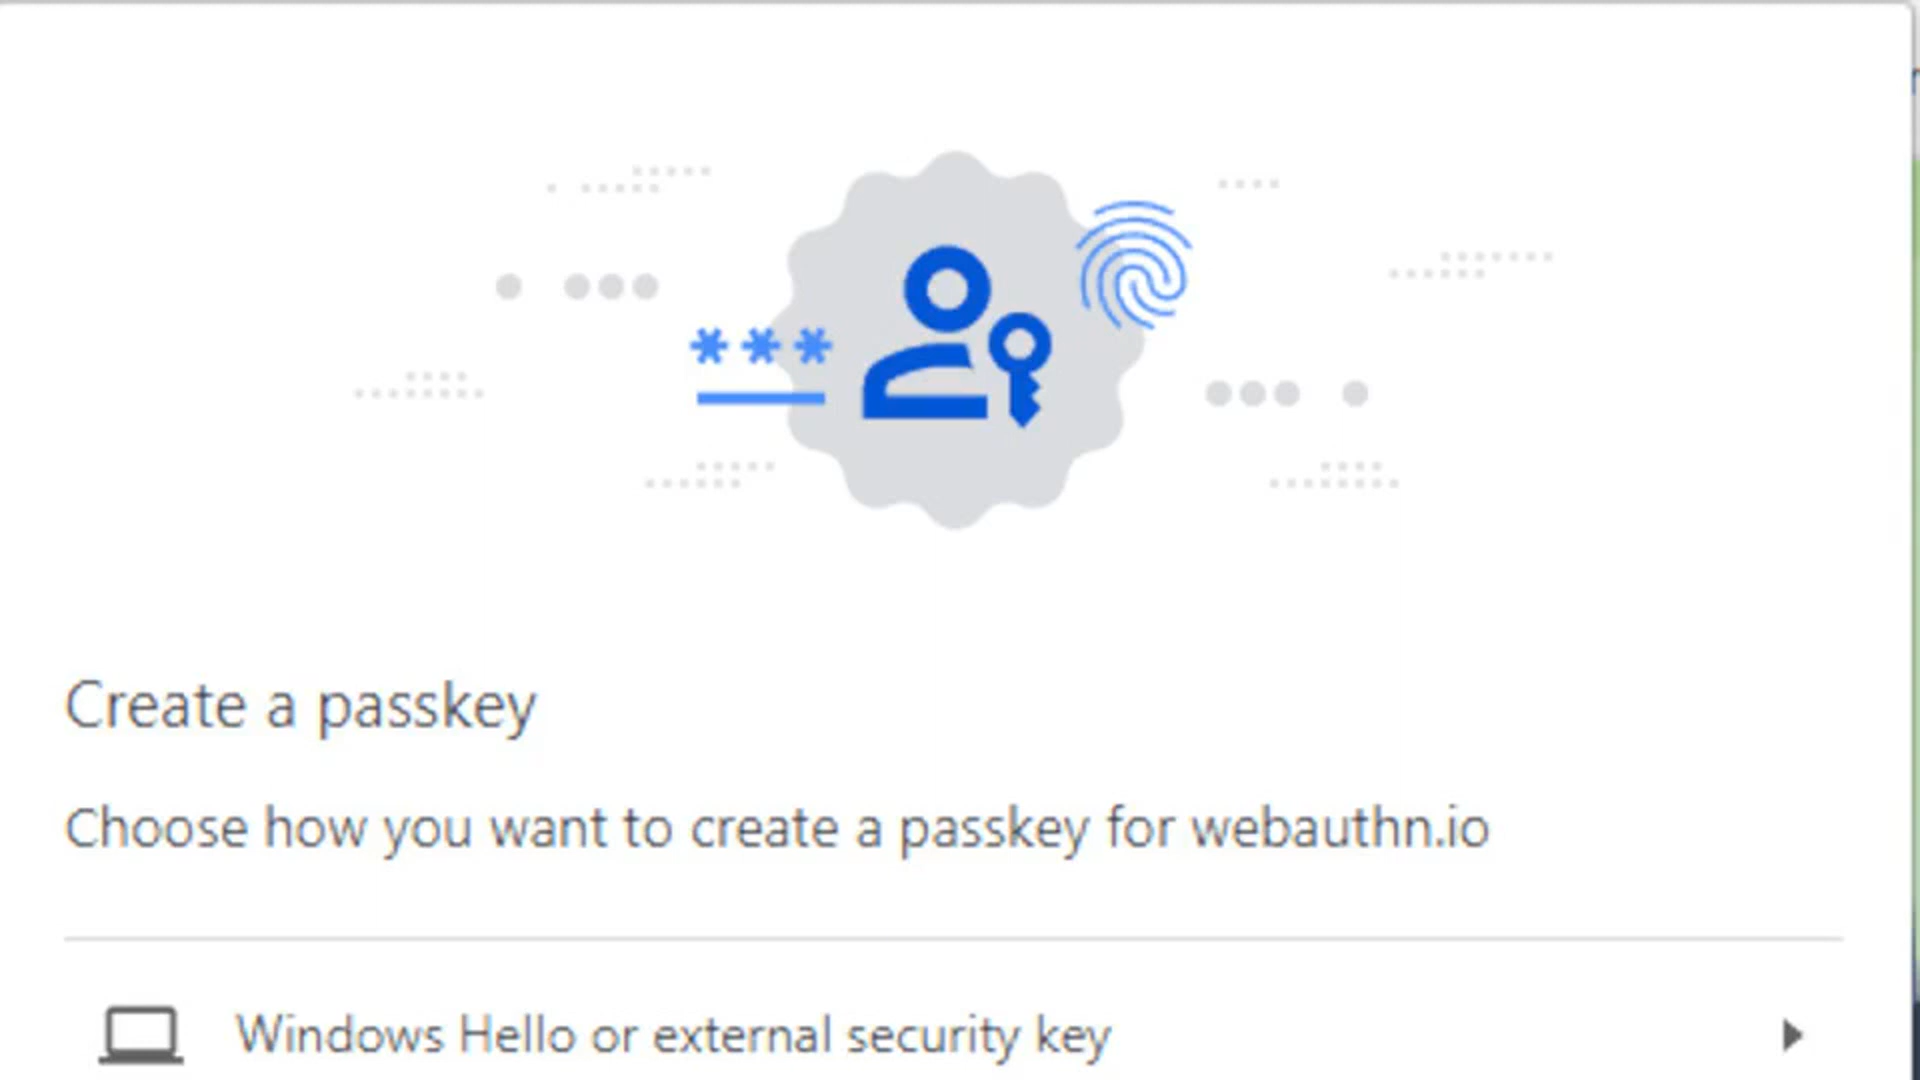 Create a passkey
Choose how you want to create a passkey for webauthn.io
Windows Hello or external security key